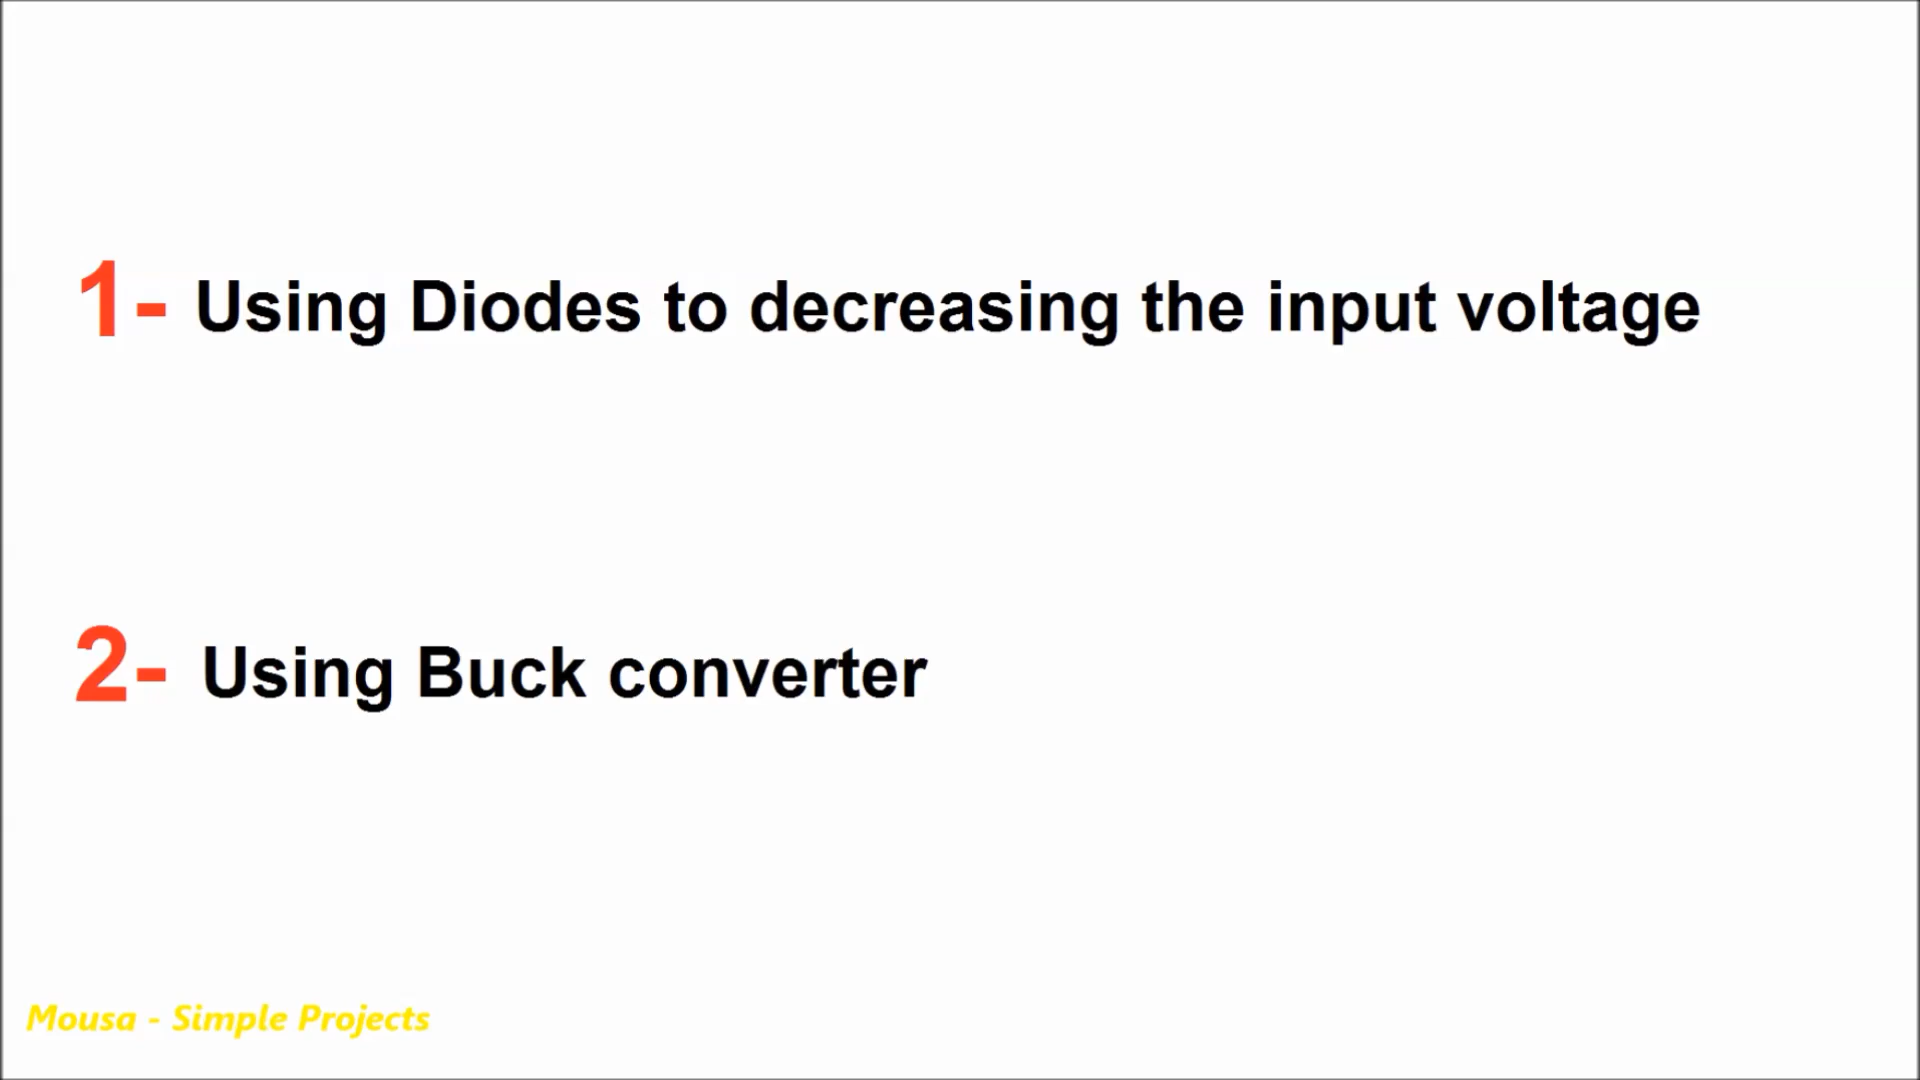 1- Using Diodes to decreasing the input voltage
2- Using Buck converter
Mousa - Simple Projects